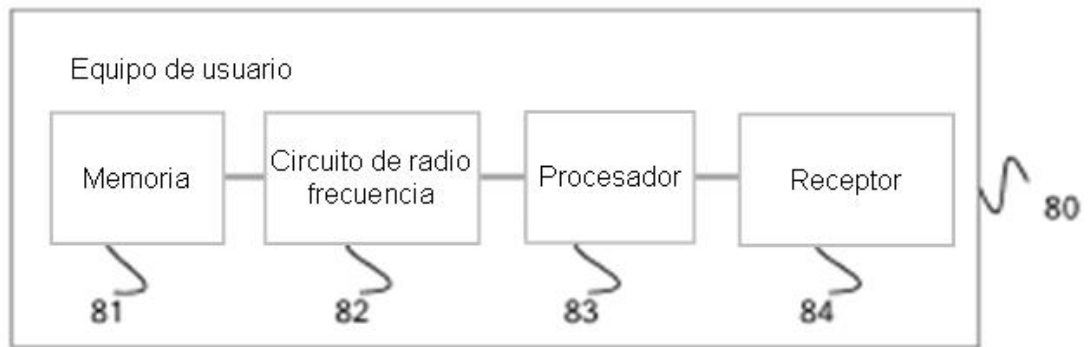 Equipo de usuario
Memoria
Circuito de radio
frecuencia
Procesador
Receptor
80
81
82
83
84